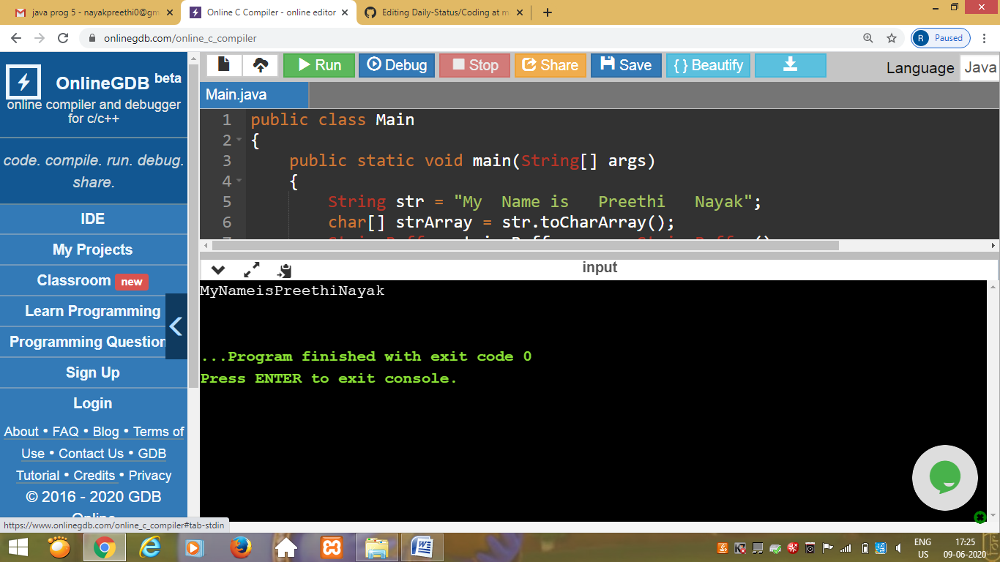 java prog 5 - nayakpreethi0@gm
Online C Compiler - online editor
Editing Daily-Status/Coding at m
onlinegdb.com/online_c_compiler
R Paused
OnlineGDB beta
online compiler and debugger
for c/c++
code. compile. run. debug.
share.
IDE
My Projects
Classroom new
Learn Programming
Programming Question
Sign Up
Login
About • FAQ • Blog • Terms of
Use • Contact Us • GDB
Tutorial • Credits • Privacy
© 2016 - 2020 GDB
Online
https://www.onlinegdb.com/online_c_compiler#tab-stdin
Run Debug Stop Share Save { } Beautify
Language Java
Main.java
1 public class Main
2 {
3     public static void main(String[] args)
4     {
5         String str = "My  Name is   Preethi   Nayak";
6         char[] strArray = str.toCharArray();
input
MyNameisPreethiNayak
...Program finished with exit code 0
Press ENTER to exit console.
ENG
US
17:25
09-06-2020